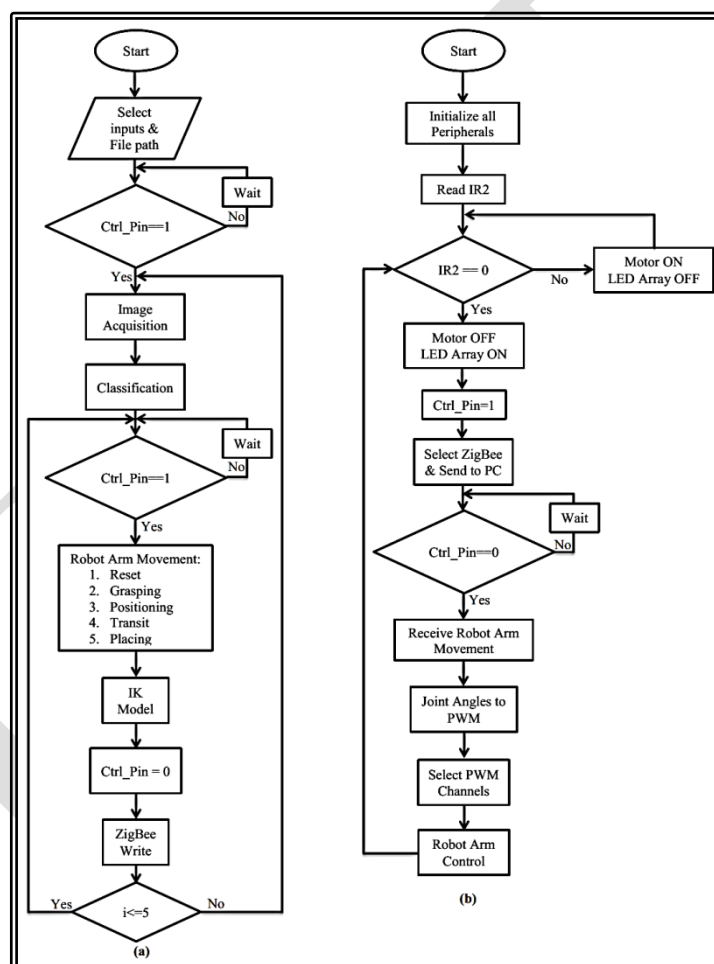 Start
Select
inputs &
File path
Wait
Ctrl_Pin==1
No
Yes
Image
Acquisition
Classification
Wait
Ctrl_Pin==1
No
Yes
Robot Arm Movement:
1. Reset
2. Grasping
3. Positioning
4. Transit
5. Placing
IK
Model
Ctrl_Pin = 0
ZigBee
Write
Yes
No
i<=5
(a)
Start
Initialize all
Peripherals
Read IR2
IR2 == 0
No
Motor ON
LED Array OFF
Yes
Motor OFF
LED Array ON
Ctrl_Pin=1
Select ZigBee
& Send to PC
Wait
Ctrl_Pin==0
No
Yes
Receive Robot Arm
Movement
Joint Angles to
PWM
Select PWM
Channels
Robot Arm
Control
(b)